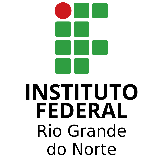 INSTITUTO
FEDERAL
Rio Grande
do Norte